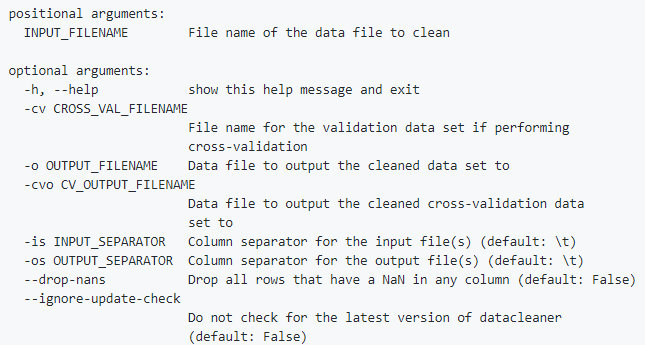 positional arguments:
INPUT_FILENAME File name of the data file to clean
optional arguments:
-h, --help show this help message and exit
-cv CROSS_VAL_FILENAME
File name for the validation data set if performing
cross-validation
-o OUTPUT_FILENAME Data file to output the cleaned data set to
-cvo CV_OUTPUT_FILENAME
Data file to output the cleaned cross-validation data
set to
-is INPUT_SEPARATOR Column separator for the input file(s) (default: \t)
-os OUTPUT_SEPARATOR Column separator for the output file(s) (default: \t)
--drop-nans Drop all rows that have a NaN in any column (default: False)
--ignore-update-check
Do not check for the latest version of datacleaner
(default: False)